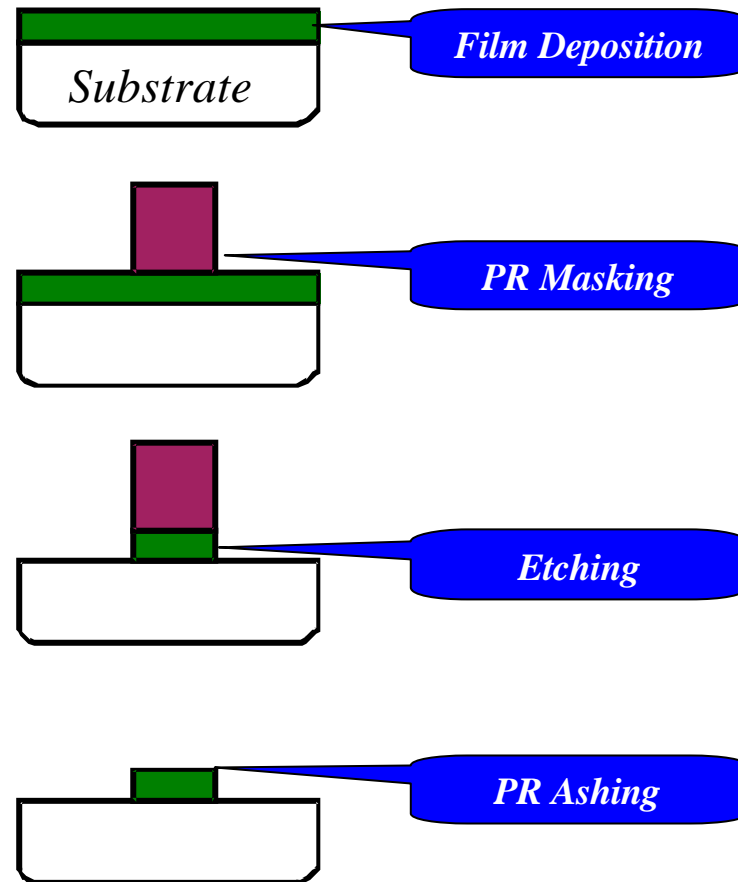 Film Deposition
Substrate
PR Masking
Etching
PR Ashing